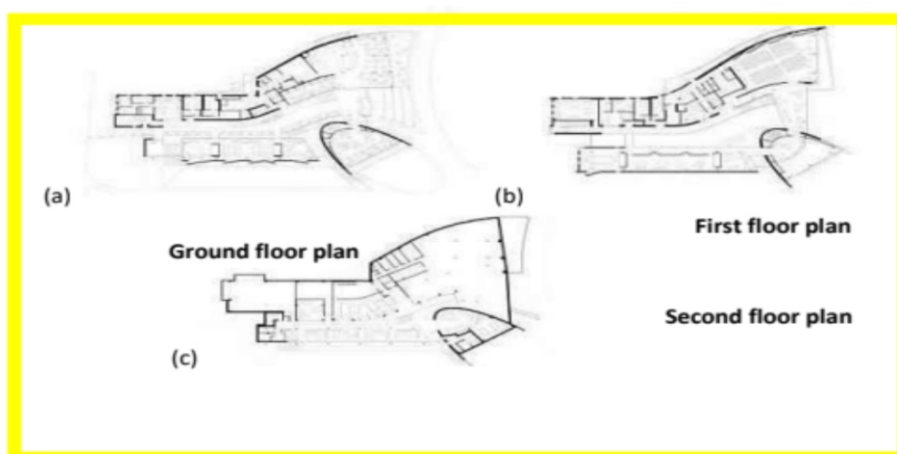 (a)
(b)
Ground floor plan
First floor plan
Second floor plan
(c)